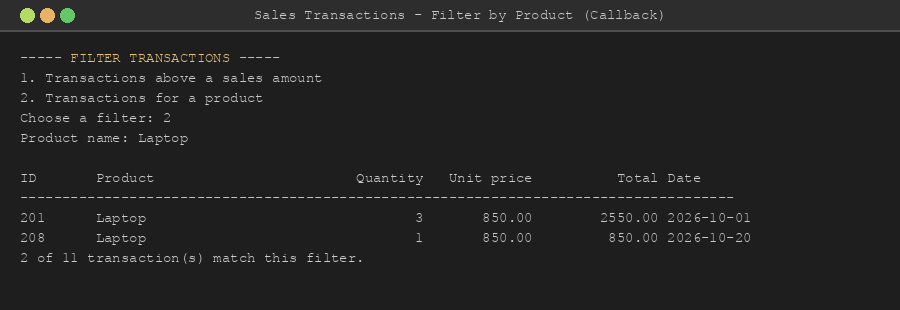 Sales Transactions - Filter by Product (Callback)
----- FILTER TRANSACTIONS -----
1. Transactions above a sales amount
2. Transactions for a product
Choose a filter: 2
Product name: Laptop
ID Product Quantity Unit price Total Date
-------------------------------------------------------------------------------------
201 Laptop 3 850.00 2550.00 2026-10-01
208 Laptop 1 850.00 850.00 2026-10-20
2 of 11 transaction(s) match this filter.